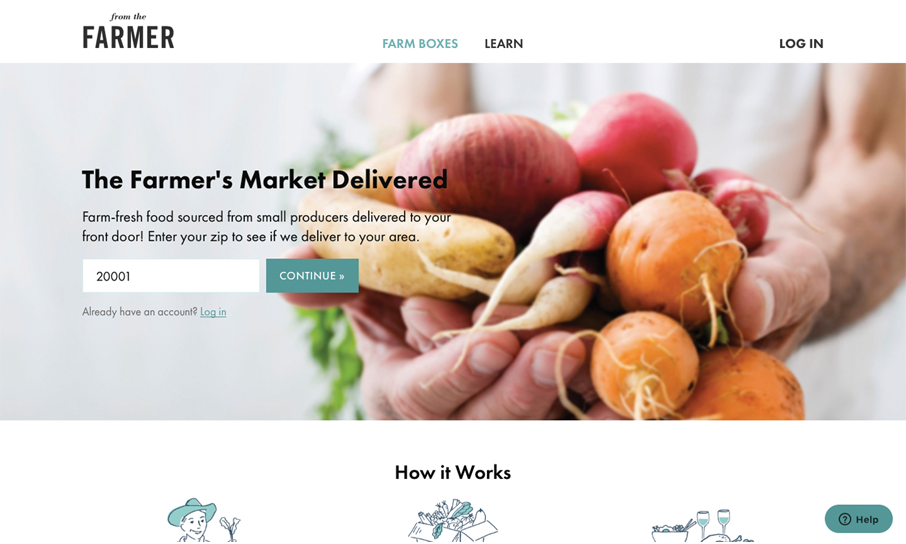 from the
FARMER
FARM BOXES
LEARN
LOG IN
The Farmer's Market Delivered
Farm-fresh food sourced from small producers delivered to your
front door! Enter your zip to see if we deliver to your area.
20001
CONTINUE »
Already have an account? Log in
How it Works
Help